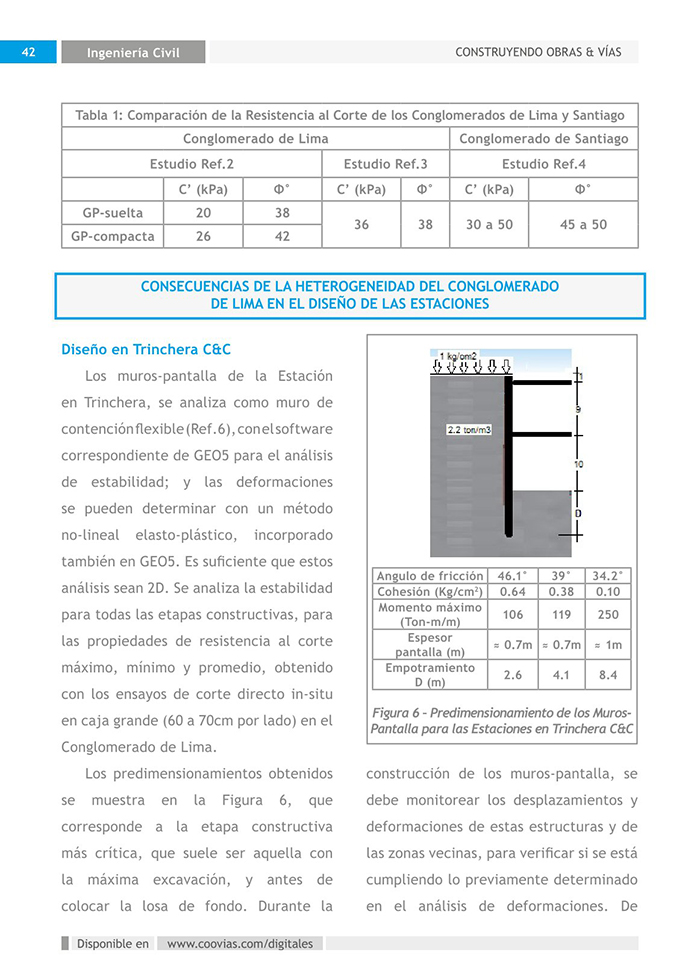 42
Ingeniería Civil
CONSTRUYENDO OBRAS & VÍAS
Tabla 1: Comparación de la Resistencia al Corte de los Conglomerados de Lima y Santiago
Conglomerado de Lima Conglomerado de Santiago
Estudio Ref.2 Estudio Ref.3 Estudio Ref.4
C’ (kPa) Φ° C’ (kPa) Φ° C’ (kPa) Φ°
GP-suelta 20 38
36 38 30 a 50 45 a 50
GP-compacta 26 42
CONSECUENCIAS DE LA HETEROGENEIDAD DEL CONGLOMERADO
DE LIMA EN EL DISEÑO DE LAS ESTACIONES
Diseño en Trinchera C&C
Los muros-pantalla de la Estación
en Trinchera, se analiza como muro de
contención flexible (Ref.6), con el software
correspondiente de GEO5 para el análisis
de estabilidad; y las deformaciones
se pueden determinar con un método
no-lineal elasto-plástico, incorporado
también en GEO5. Es suficiente que estos
análisis sean 2D. Se analiza la estabilidad
para todas las etapas constructivas, para
las propiedades de resistencia al corte
máximo, mínimo y promedio, obtenido
con los ensayos de corte directo in-situ
en caja grande (60 a 70cm por lado) en el
Conglomerado de Lima.
Los predimensionamientos obtenidos
se muestra en la Figura 6, que
corresponde a la etapa constructiva
más crítica, que suele ser aquella con
la máxima excavación, y antes de
colocar la losa de fondo. Durante la
1 kg/cm2
1
9
2.2 ton/m3
10
D
Angulo de fricción 46.1° 39° 34.2°
Cohesión (Kg/cm²) 0.64 0.38 0.10
Momento máximo
(Ton-m/m) 106 119 250
Espesor
pantalla (m) ≈ 0.7m ≈ 0.7m ≈ 1m
Empotramiento
D (m) 2.6 4.1 8.4
Figura 6 – Predimensionamiento de los Muros-
Pantalla para las Estaciones en Trinchera C&C
construcción de los muros-pantalla, se
debe monitorear los desplazamientos y
deformaciones de estas estructuras y de
las zonas vecinas, para verificar si se está
cumpliendo lo previamente determinado
en el análisis de deformaciones. De
Disponible en www.coovias.com/digitales